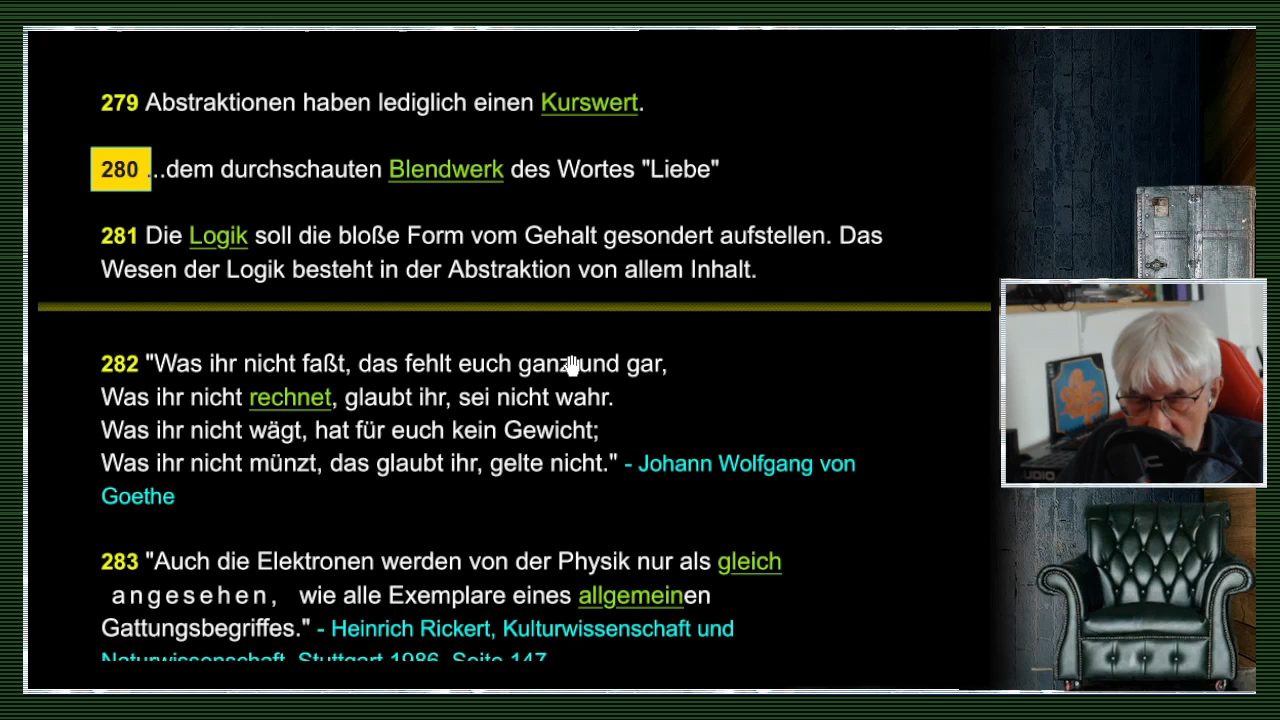 279 Abstraktionen haben lediglich einen Kurswert.
280 ...dem durchschauten Blendwerk des Wortes "Liebe"
281 Die Logik soll die bloße Form vom Gehalt gesondert aufstellen. Das
Wesen der Logik besteht in der Abstraktion von allem Inhalt.
282 "Was ihr nicht faßt, das fehlt euch ganz und gar,
Was ihr nicht rechnet, glaubt ihr, sei nicht wahr.
Was ihr nicht wägt, hat für euch kein Gewicht;
Was ihr nicht münzt, das glaubt ihr, gelte nicht." - Johann Wolfgang von
Goethe
283 "Auch die Elektronen werden von der Physik nur als gleich
angesehen, wie alle Exemplare eines allgemeinen
Gattungsbegriffes." - Heinrich Rickert, Kulturwissenschaft und
Naturwissenschaft, Stuttgart 1986, Seite 147